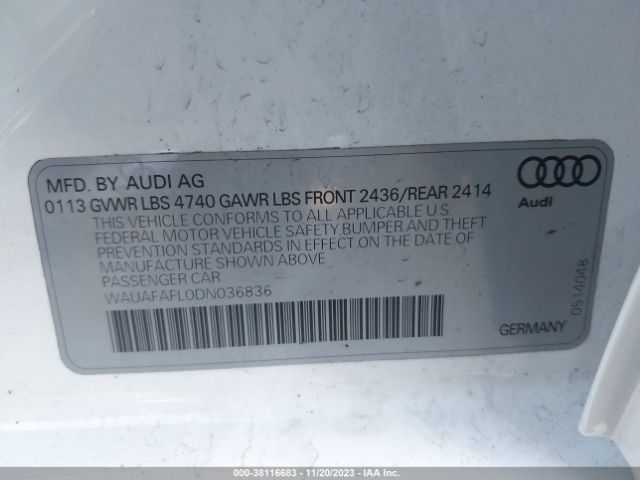 MFD. BY AUDI AG
0113 GVWR LBS 4740 GAWR LBS FRONT 2436/REAR 2414
THIS VEHICLE CONFORMS TO ALL APPLICABLE U S
FEDERAL MOTOR VEHICLE SAFETY BUMPER AND THEFT
PREVENTION STANDARDS IN EFFECT ON THE DATE OF
MANUFACTURE SHOWN ABOVE
PASSENGER CAR
WAUAFAFL0DN036836
Audi
0514048
GERMANY
000-38116683 - 11/20/2023 - IAA Inc.